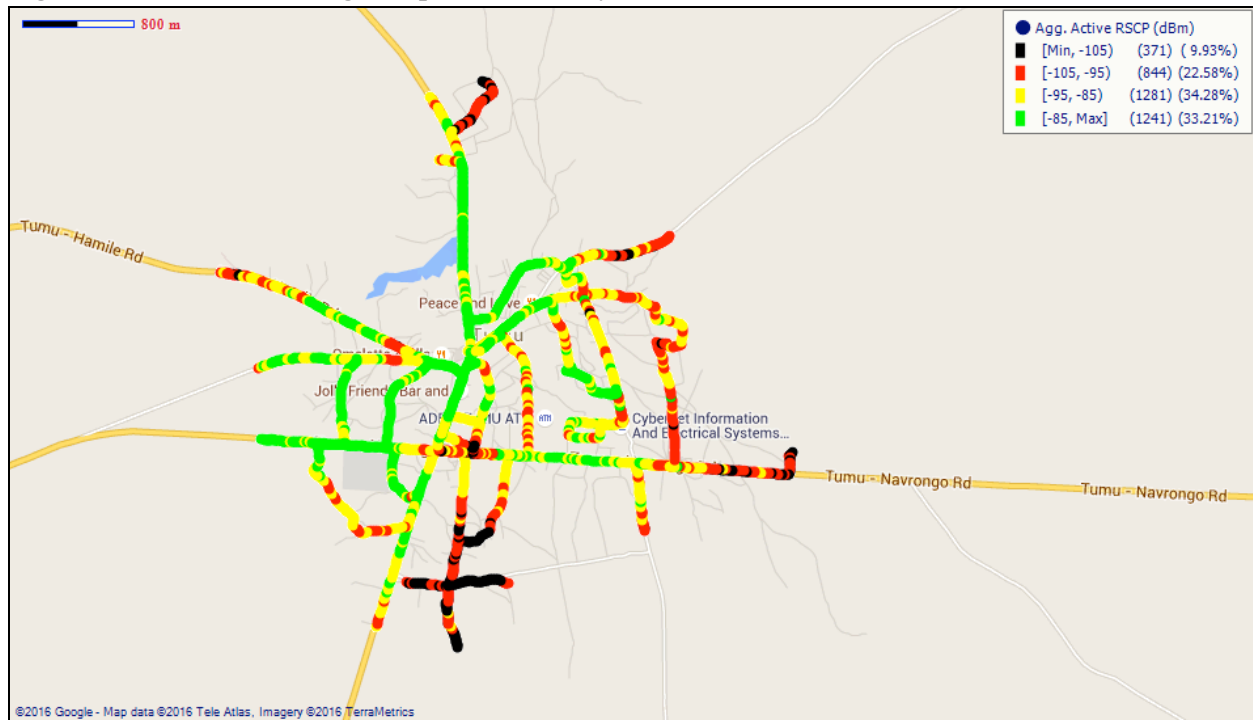 800 m
Agg. Active RSCP (dBm)
[Min, -105) (371) ( 9.93%)
[-105, -95) (844) (22.58%)
[-95, -85) (1281) (34.28%)
[-85, Max] (1241) (33.21%)
Tumu - Hamile Rd
Peace and Love
Jolly Friends Bar and
ATM
Cybernet Information
And Electrical Systems...
Tumu - Navrongo Rd
Tumu - Navrongo Rd
©2016 Google - Map data ©2016 Tele Atlas, Imagery ©2016 TerraMetrics